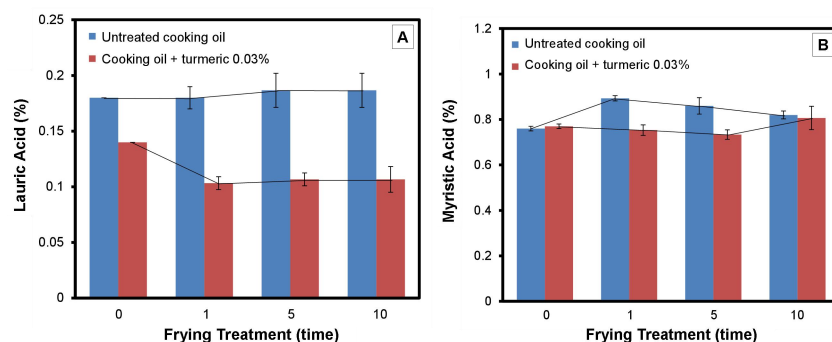 A
Untreated cooking oil
Cooking oil + turmeric 0.03%
Lauric Acid (%)
0.25
0.2
0.15
0.1
0.05
0
0 1 5 10
Frying Treatment (time)
B
Untreated cooking oil
Cooking oil + turmeric 0.03%
Myristic Acid (%)
1.2
1
0.8
0.6
0.4
0.2
0
0 1 5 10
Frying Treatment (time)